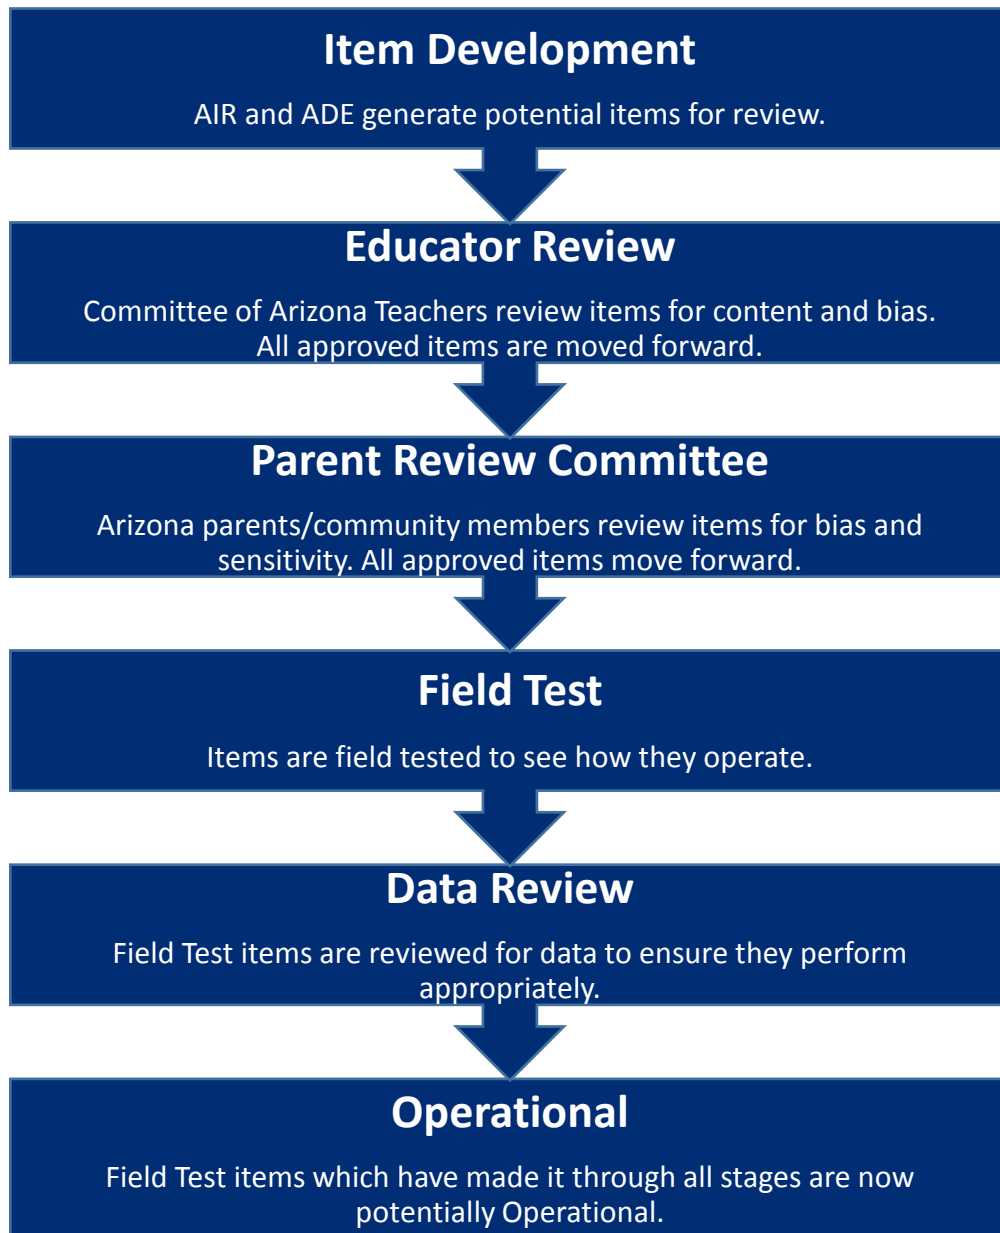 Item Development
AIR and ADE generate potential items for review.
Educator Review
Committee of Arizona Teachers review items for content and bias.
All approved items are moved forward.
Parent Review Committee
Arizona parents/community members review items for bias and
sensitivity. All approved items move forward.
Field Test
Items are field tested to see how they operate.
Data Review
Field Test items are reviewed for data to ensure they perform
appropriately.
Operational
Field Test items which have made it through all stages are now
potentially Operational.